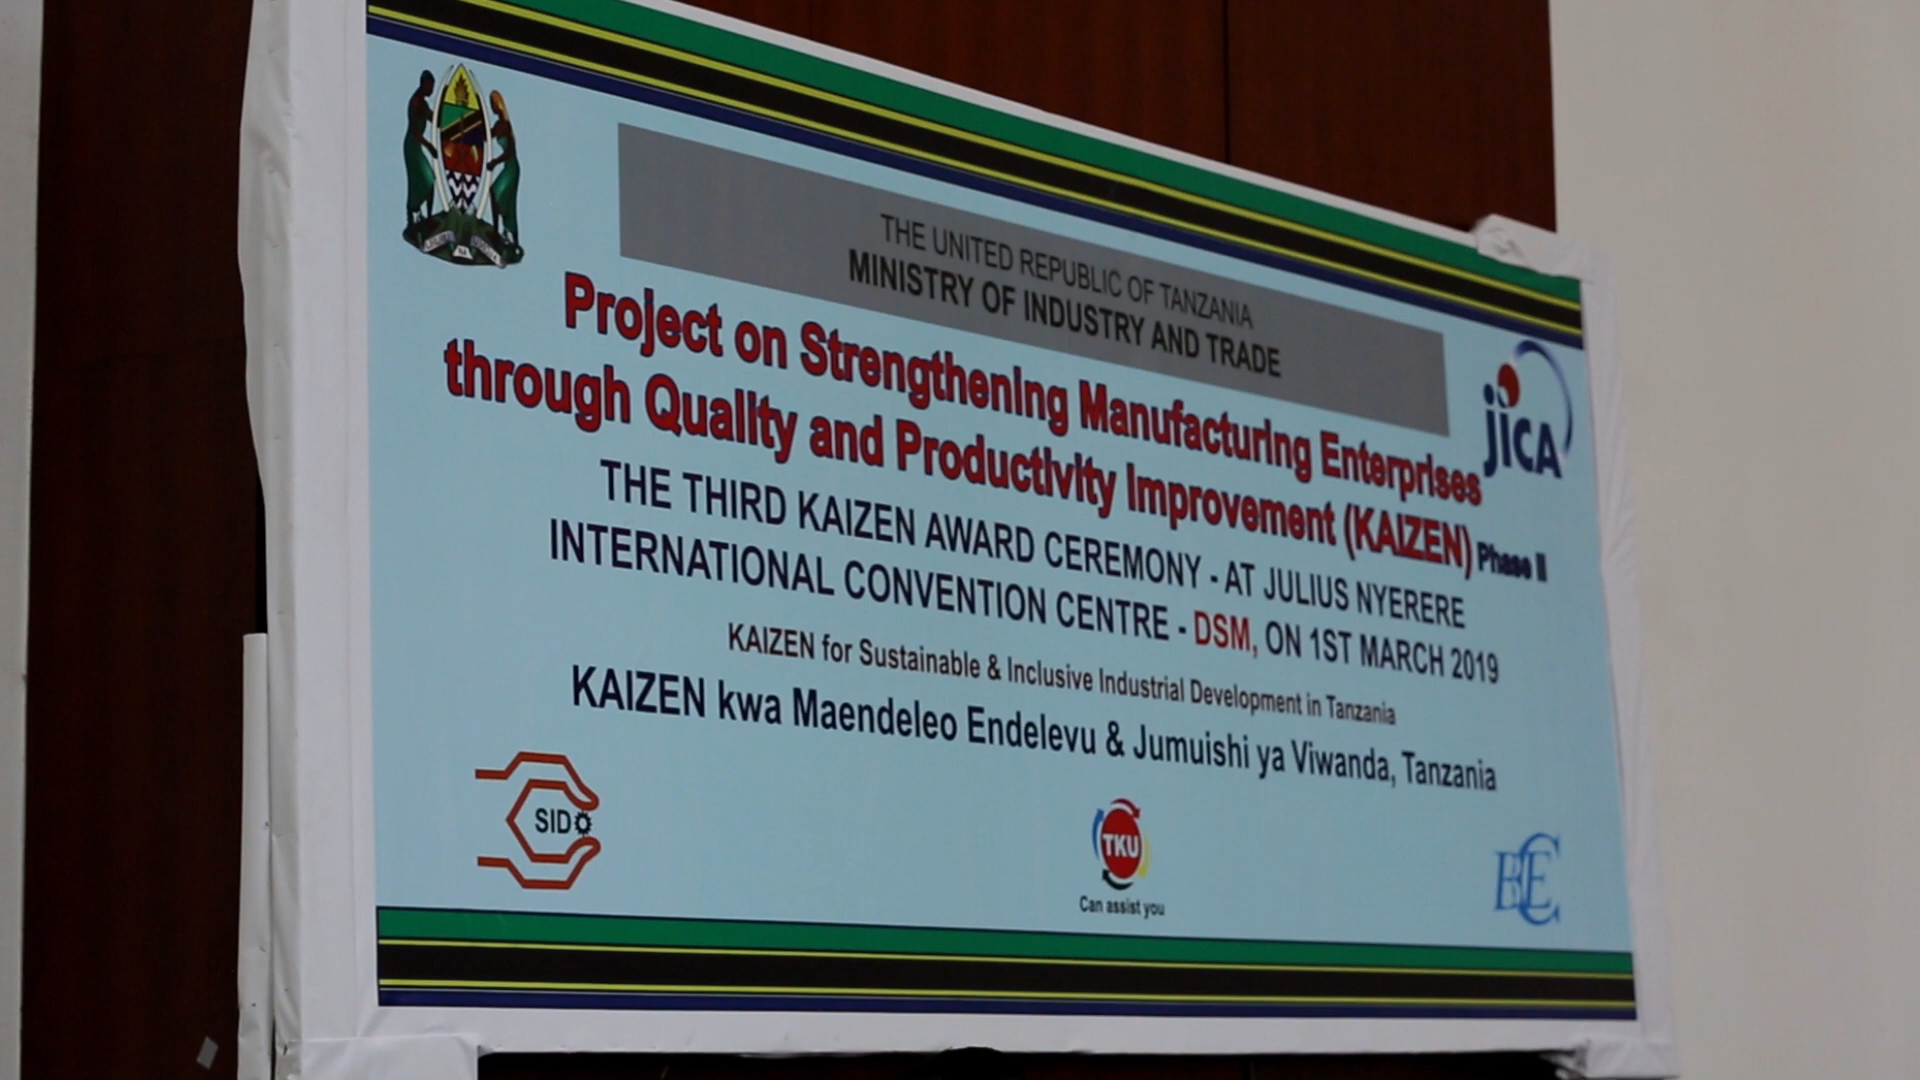 THE UNITED REPUBLIC OF TANZANIA
MINISTRY OF INDUSTRY AND TRADE
jica
Project on Strengthening Manufacturing Enterprises
through Quality and Productivity Improvement (KAIZEN) Phase II
THE THIRD KAIZEN AWARD CEREMONY - AT JULIUS NYERERE
INTERNATIONAL CONVENTION CENTRE - DSM, ON 1ST MARCH 2019
KAIZEN for Sustainable & Inclusive Industrial Development in Tanzania
KAIZEN kwa Maendeleo Endelevu & Jumuishi ya Viwanda, Tanzania
SIDO
TKU
Can assist you